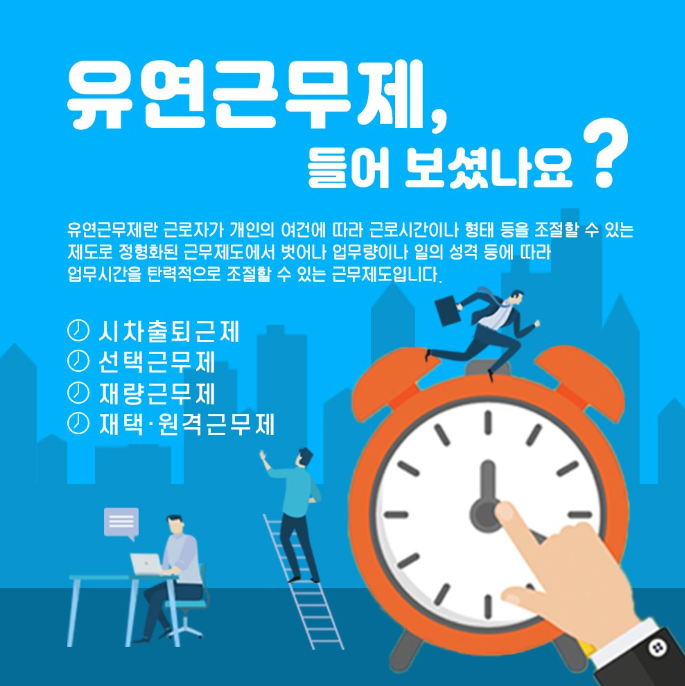 유연근무제,
들어 보셨나요?
유연근무제란 근로자가 개인의 여건에 따라 근로시간이나 형태 등을 조절할 수 있는
제도로 정형화된 근무제도에서 벗어나 업무량이나 일의 성격 등에 따라
업무시간을 탄력적으로 조절할 수 있는 근무제도입니다.
시차출퇴근제
선택근무제
재량근무제
재택·원격근무제